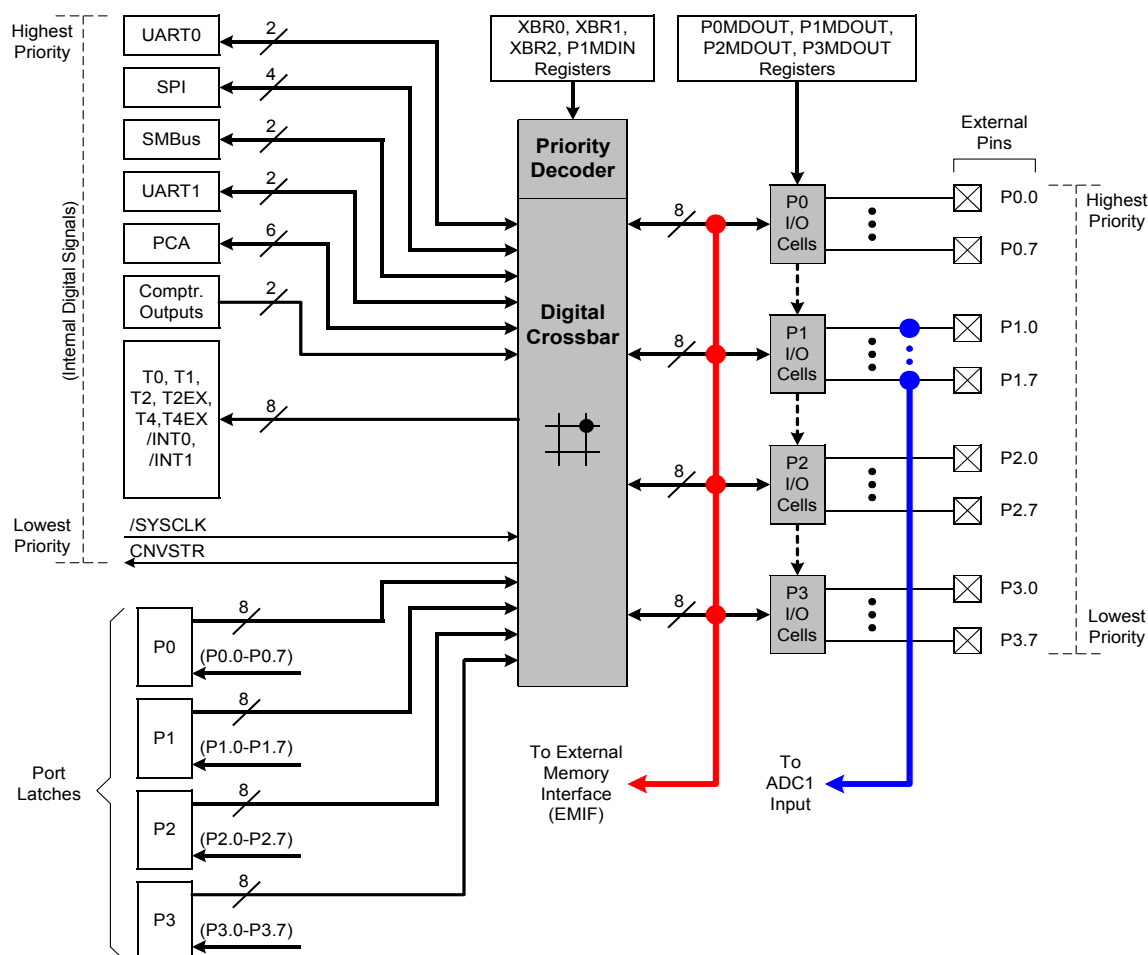 Highest
Priority
UART0
2
SPI
4
SMBus
2
UART1
2
PCA
6
Comptr.
Outputs
2
T0, T1,
T2, T2EX,
T4,T4EX
/INT0,
/INT1
8
(Internal Digital Signals)
Lowest
Priority
/SYSCLK
CNVSTR
XBR0, XBR1,
XBR2, P1MDIN
Registers
P0MDOUT, P1MDOUT,
P2MDOUT, P3MDOUT
Registers
Priority
Decoder
Digital
Crossbar
8
8
8
8
P0
I/O
Cells
P1
I/O
Cells
P2
I/O
Cells
P3
I/O
Cells
External
Pins
P0.0
P0.7
P1.0
P1.7
P2.0
P2.7
P3.0
P3.7
Highest
Priority
Lowest
Priority
Port
Latches
P0
8
(P0.0-P0.7)
P1
8
(P1.0-P1.7)
P2
8
(P2.0-P2.7)
P3
8
(P3.0-P3.7)
To External
Memory
Interface
(EMIF)
To
ADC1
Input